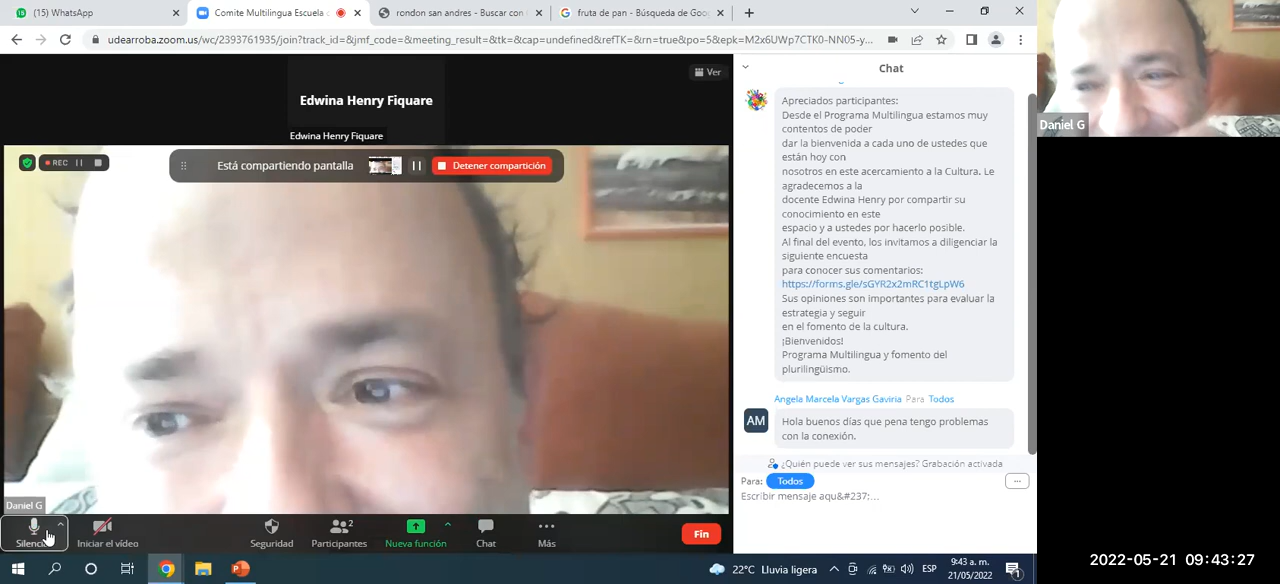 (15) WhatsApp
Comite Multilingua Escuela d
rondon san andres - Buscar con
fruta de pan - Búsqueda de Goo
udearroba.zoom.us/wc/2393761935/join?track_id=&jmf_code=&meeting_result=&tk=&cap=undefined&refTK=&rn=true&po=5&epk=M2x6UWp7CTK0-NN05-y...
Ver
Edwina Henry Fiquare
Edwina Henry Fiquare
REC
Está compartiendo pantalla
Detener compartición
Daniel G
Silencio
Iniciar el vídeo
Seguridad
Participantes
2
Nueva función
Chat
Más
Fin
Chat
Apreciados participantes:
Desde el Programa Multilingua estamos muy
contentos de poder
dar la bienvenida a cada uno de ustedes que
están hoy con
nosotros en este acercamiento a la Cultura. Le
agradecemos a la
docente Edwina Henry por compartir su
conocimiento en este
espacio y a ustedes por hacerlo posible.
Al final del evento, los invitamos a diligenciar la
siguiente encuesta
para conocer sus comentarios:
https://forms.gle/sGYR2x2mRC1tgLpW6
Sus opiniones son importantes para evaluar la
estrategia y seguir
en el fomento de la cultura.
¡Bienvenidos!
Programa Multilingua y fomento del
plurilingüismo.
Angela Marcela Vargas Gaviria Para Todos
AM
Hola buenos días que pena tengo problemas
con la conexión.
¿Quién puede ver sus mensajes? Grabación activada
Para: Todos
Escribir mensaje aqu&#237;...
22°C Lluvia ligera
ESP
9:43 a. m.
21/05/2022
1
Daniel G
2022-05-21 09:43:27